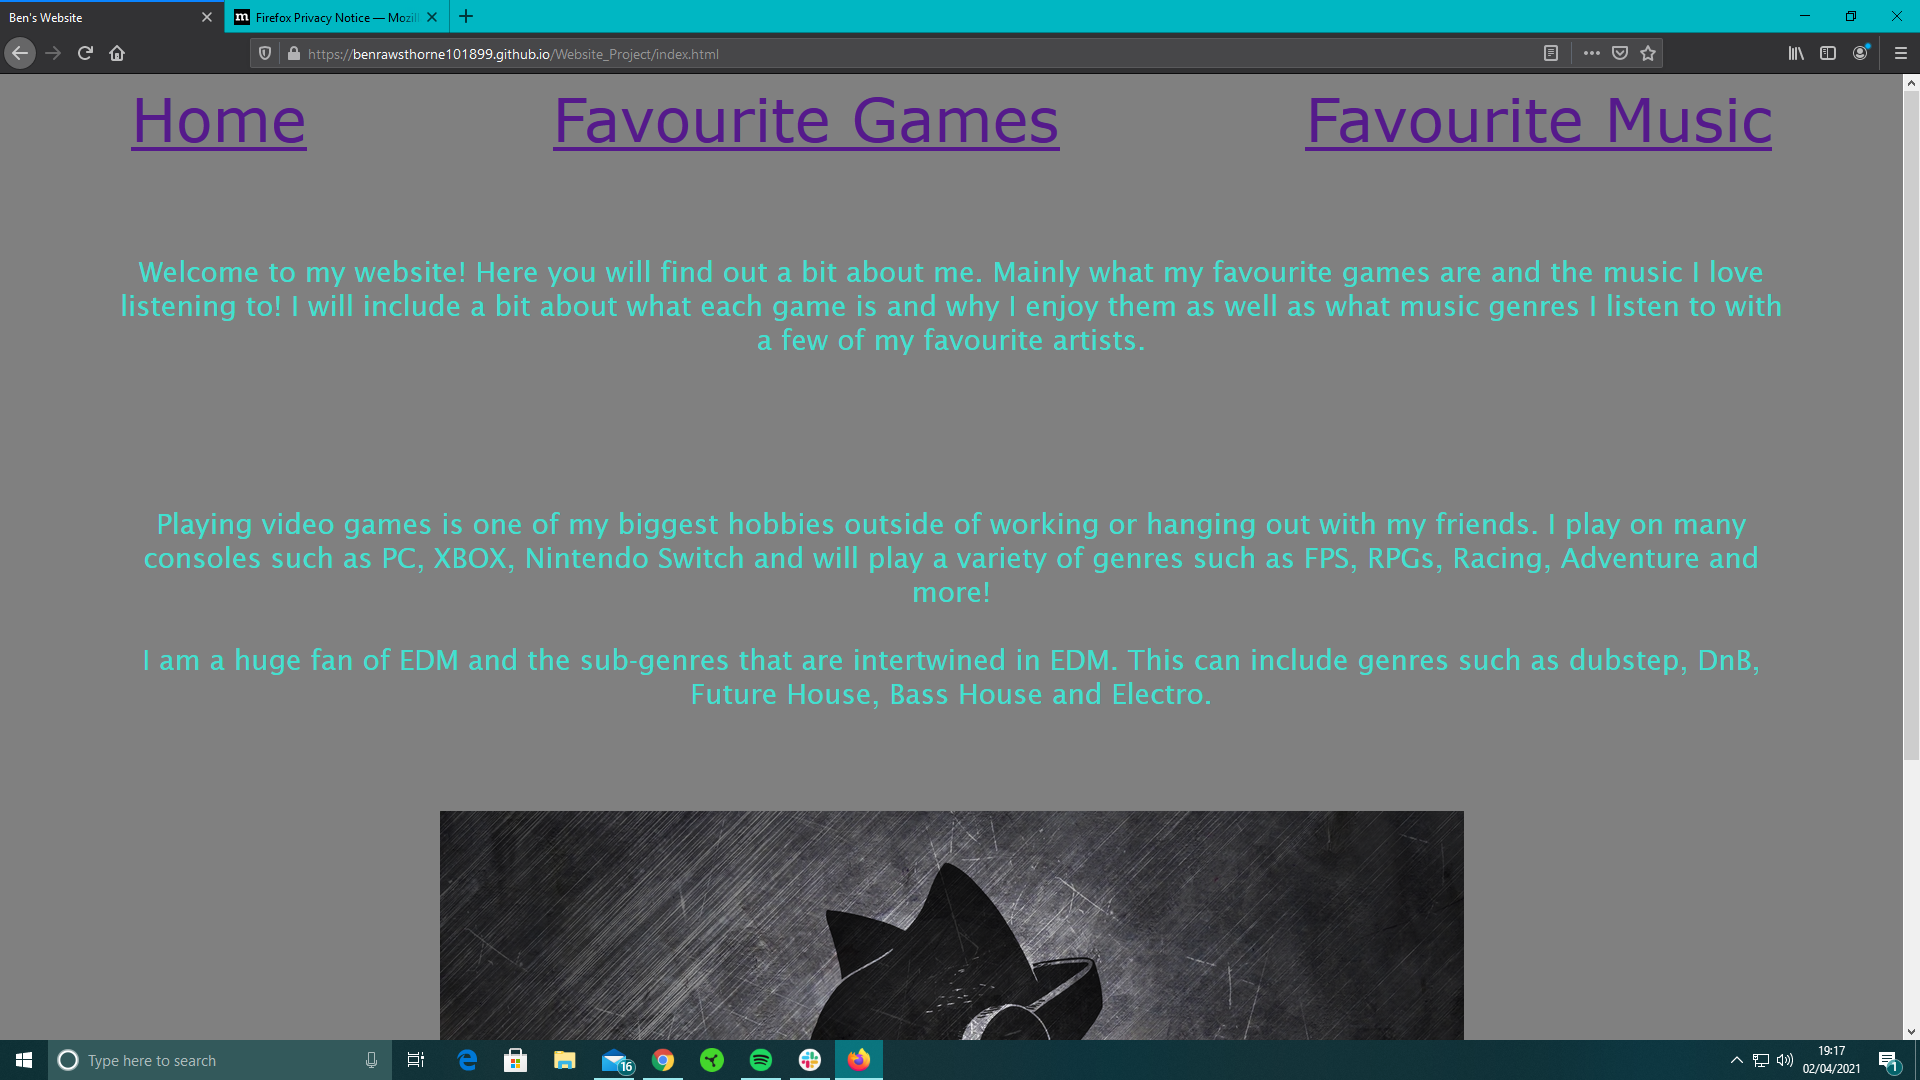 Ben's Website
Firefox Privacy Notice — Mozil
https://benrawsthorne101899.github.io/Website_Project/index.html
Home Favourite Games Favourite Music
Welcome to my website! Here you will find out a bit about me. Mainly what my favourite games are and the music I love
listening to! I will include a bit about what each game is and why I enjoy them as well as what music genres I listen to with
a few of my favourite artists.
Playing video games is one of my biggest hobbies outside of working or hanging out with my friends. I play on many
consoles such as PC, XBOX, Nintendo Switch and will play a variety of genres such as FPS, RPGs, Racing, Adventure and
more!
I am a huge fan of EDM and the sub-genres that are intertwined in EDM. This can include genres such as dubstep, DnB,
Future House, Bass House and Electro.
Type here to search
16
19:17
02/04/2021
1